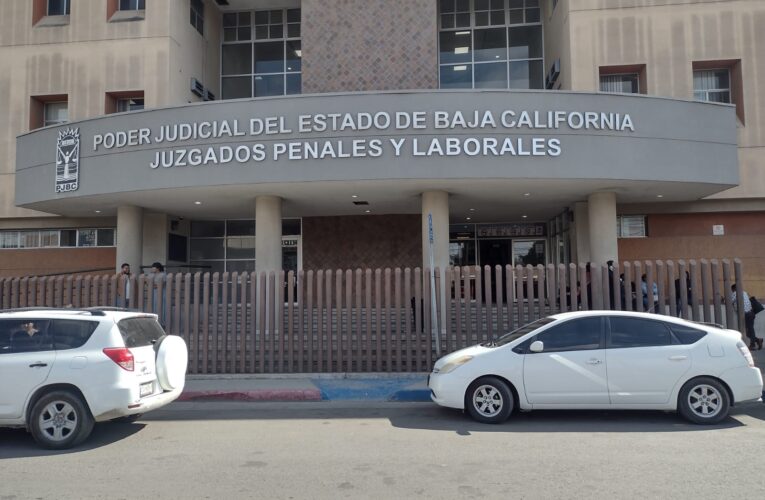 PODER JUDICIAL DEL ESTADO DE BAJA CALIFORNIA
JUZGADOS PENALES Y LABORALES
PJBC